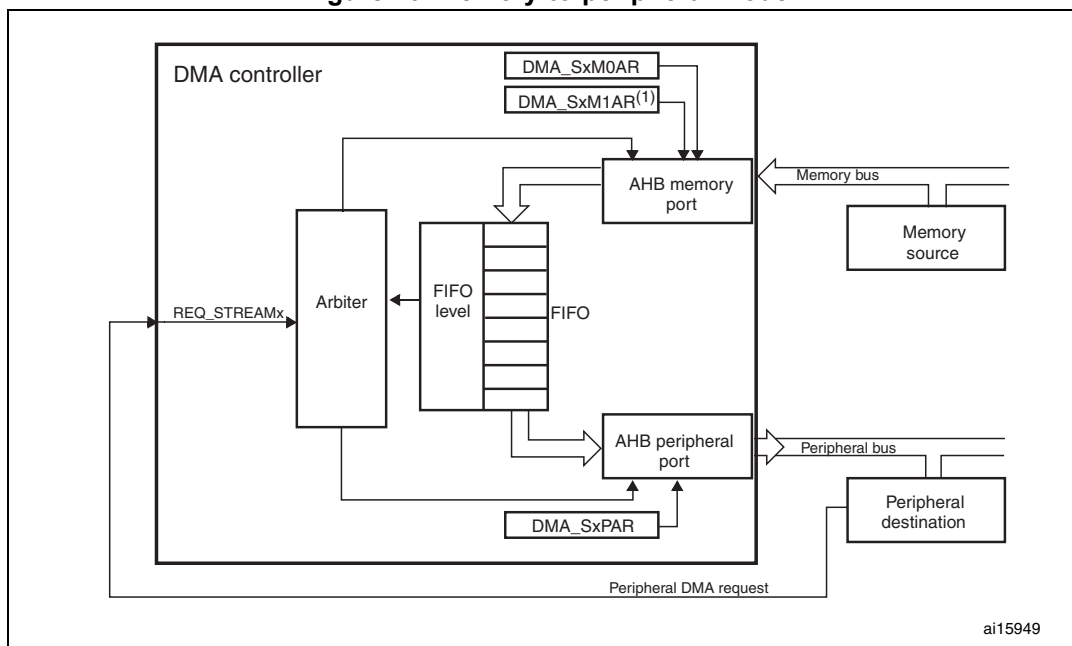 DMA controller
DMA_SxM0AR
DMA_SxM1AR(1)
AHB memory
port
Memory bus
Memory
source
Arbiter
FIFO
level
FIFO
REQ_STREAMx
AHB peripheral
port
Peripheral bus
DMA_SxPAR
Peripheral
destination
Peripheral DMA request
ai15949